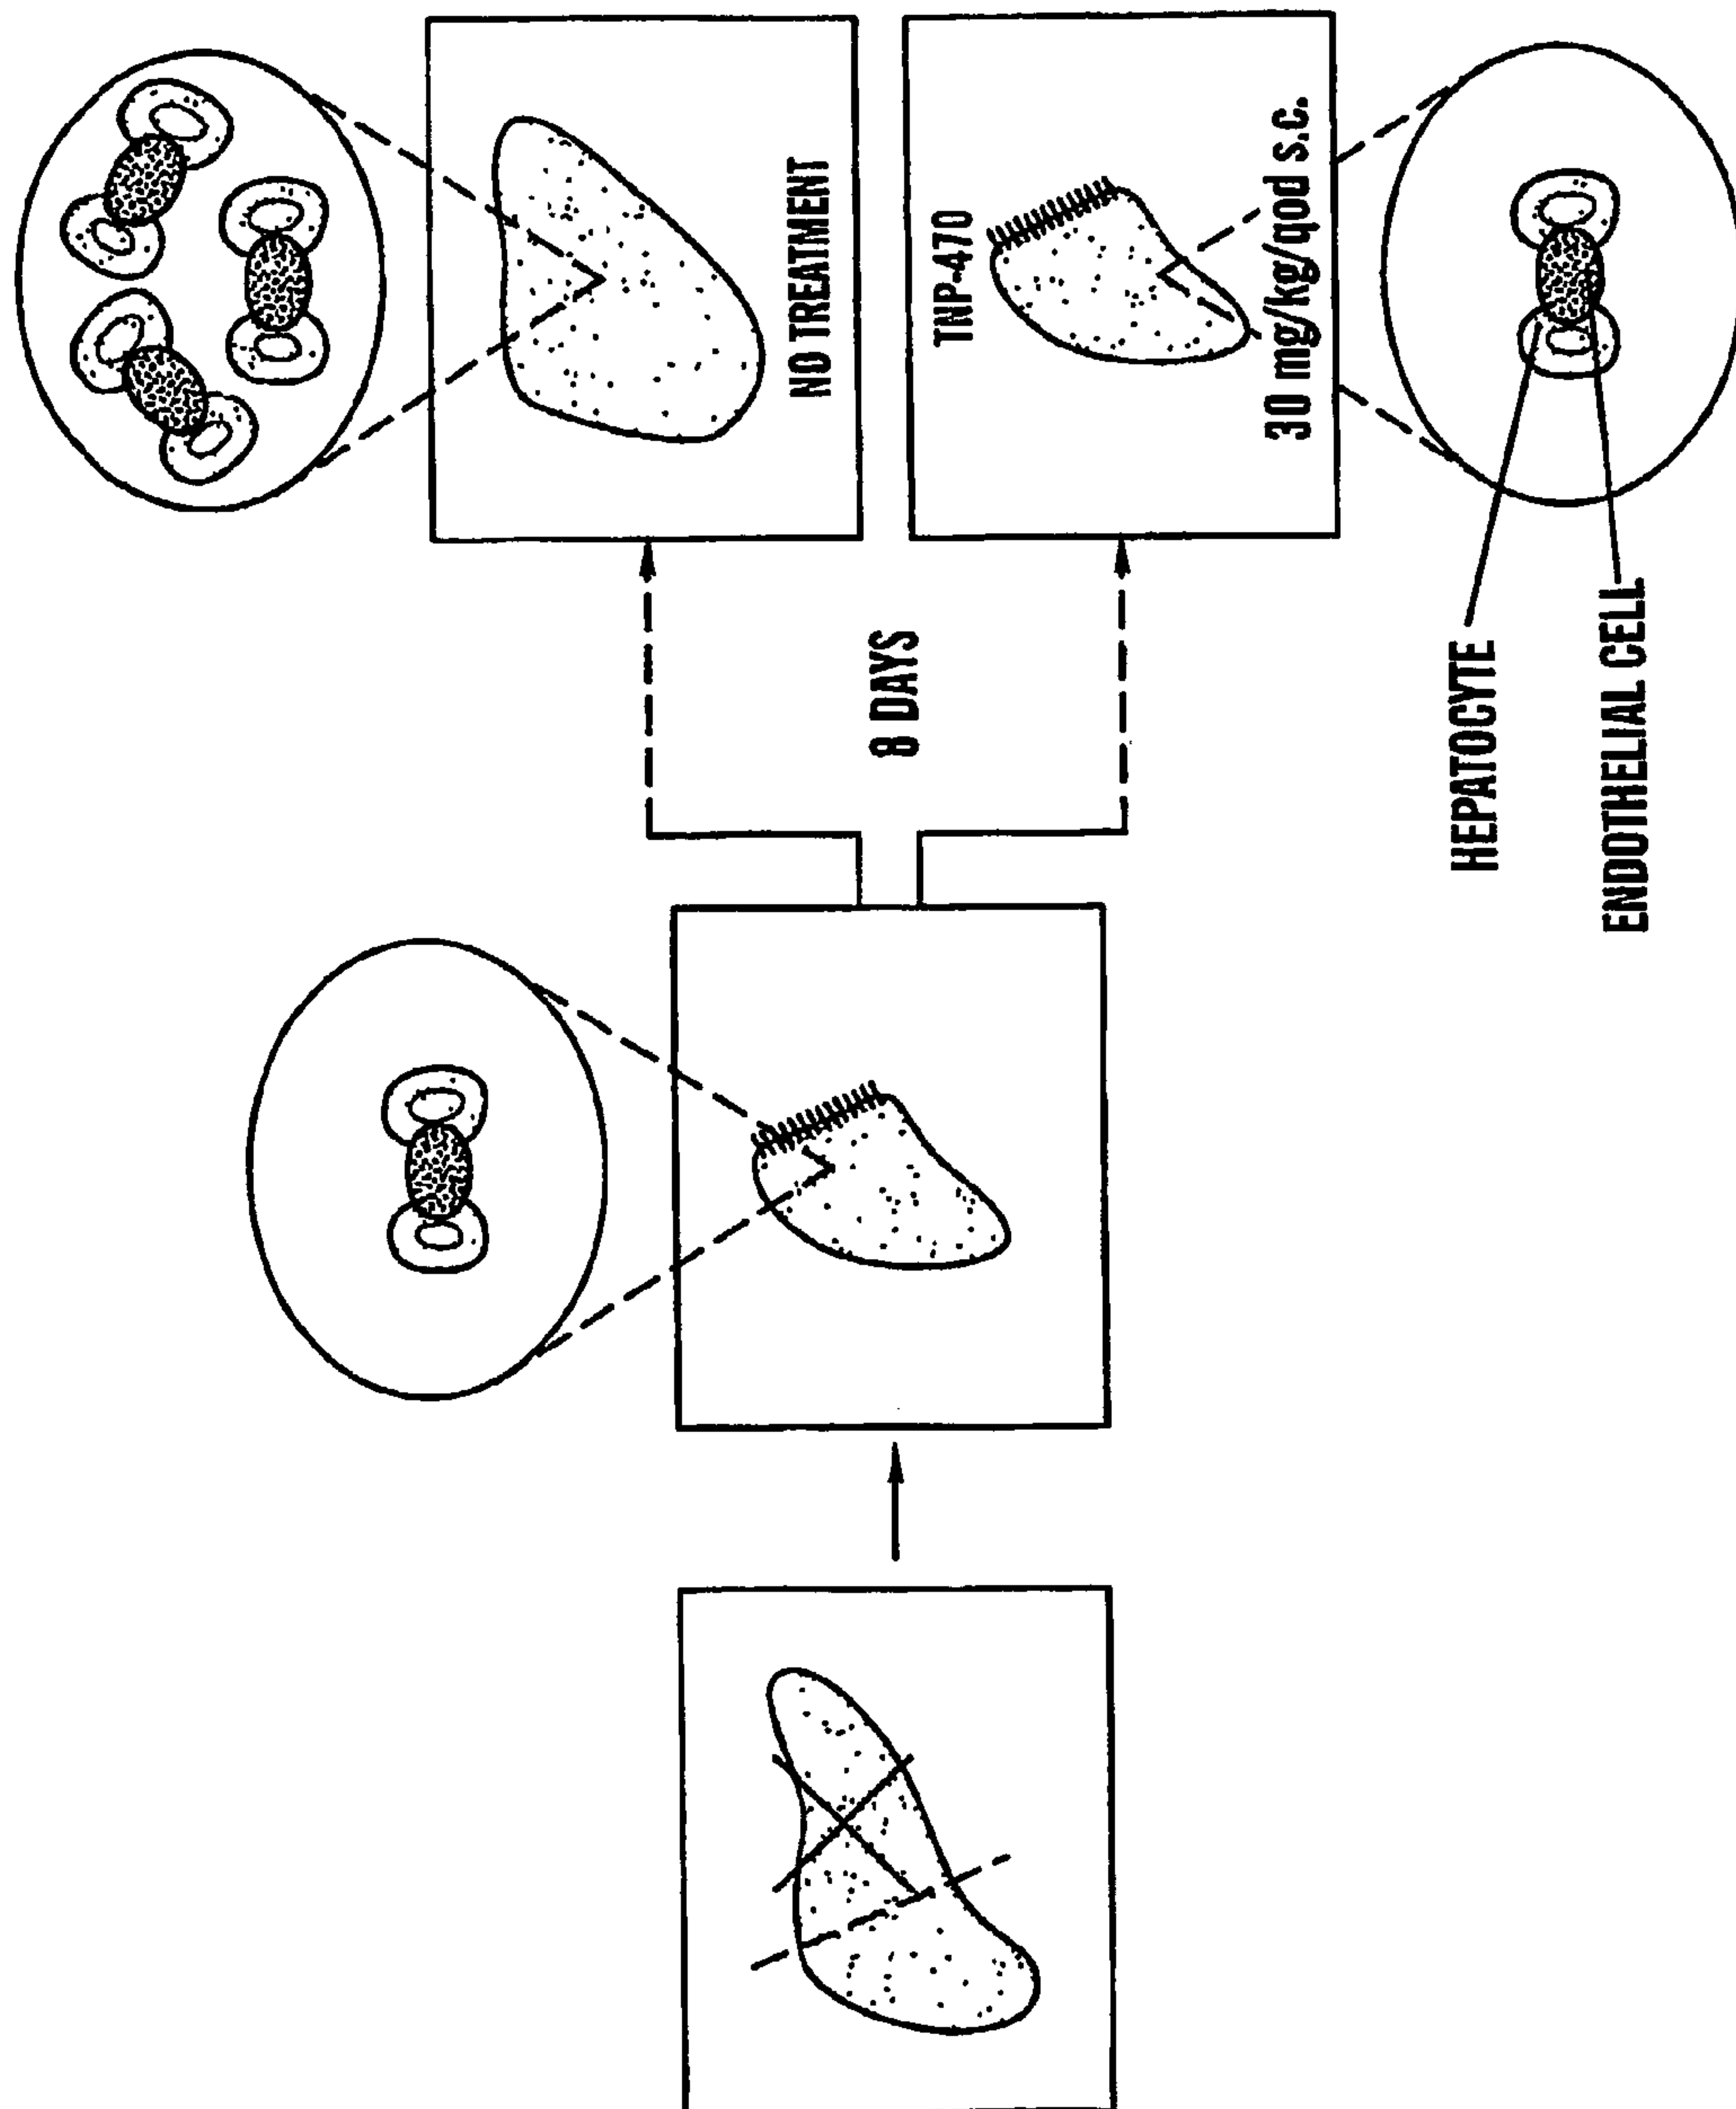 NO TREATMENT
8 DAYS
TNP-470
30 mg/kg/qod s.c.
HEPATOCYTE
ENDOTHELIAL CELL